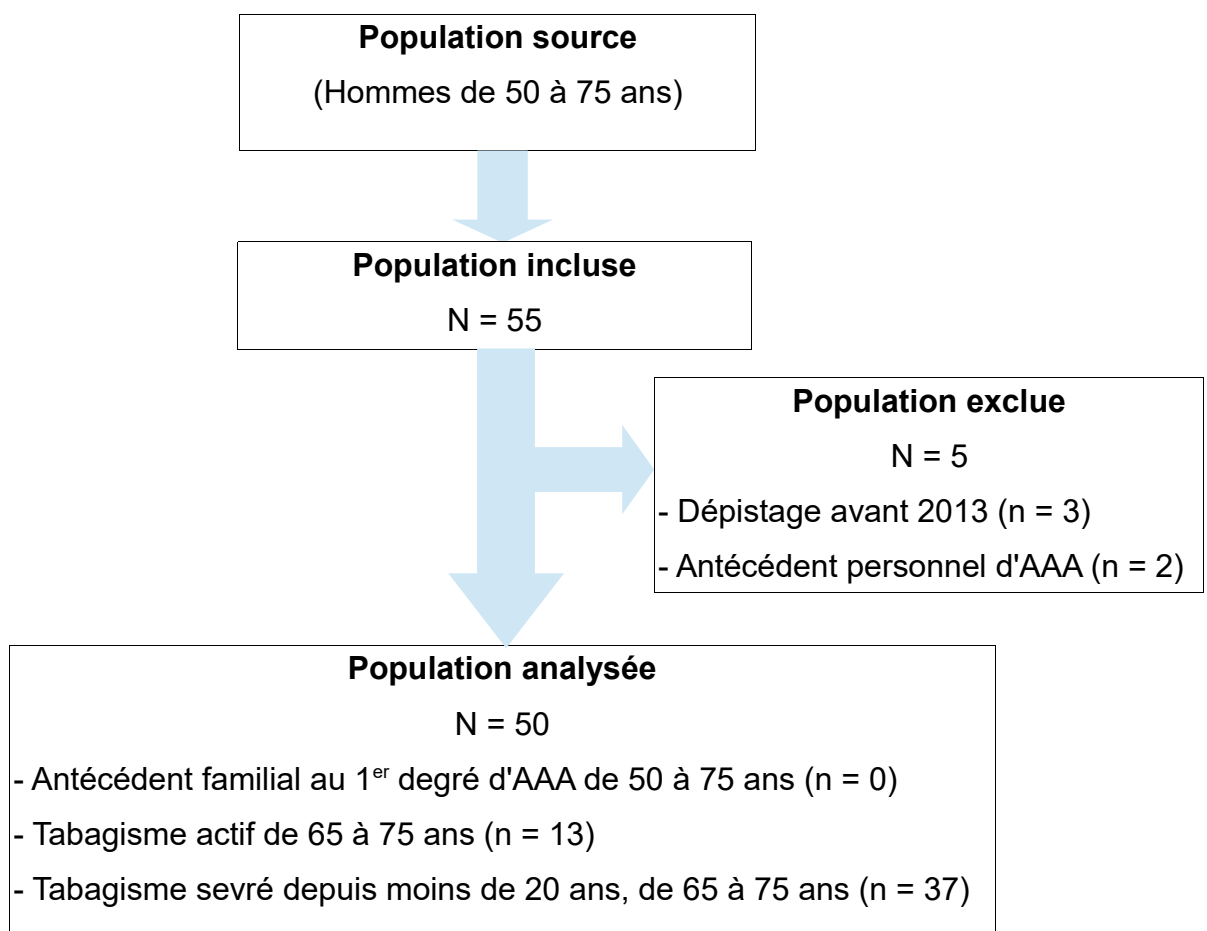 Population source
(Hommes de 50 à 75 ans)
Population incluse
N = 55
Population exclue
N = 5
- Dépistage avant 2013 (n = 3)
- Antécédent personnel d'AAA (n = 2)
Population analysée
N = 50
- Antécédent familial au 1er degré d'AAA de 50 à 75 ans (n = 0)
- Tabagisme actif de 65 à 75 ans (n = 13)
- Tabagisme sevré depuis moins de 20 ans, de 65 à 75 ans (n = 37)